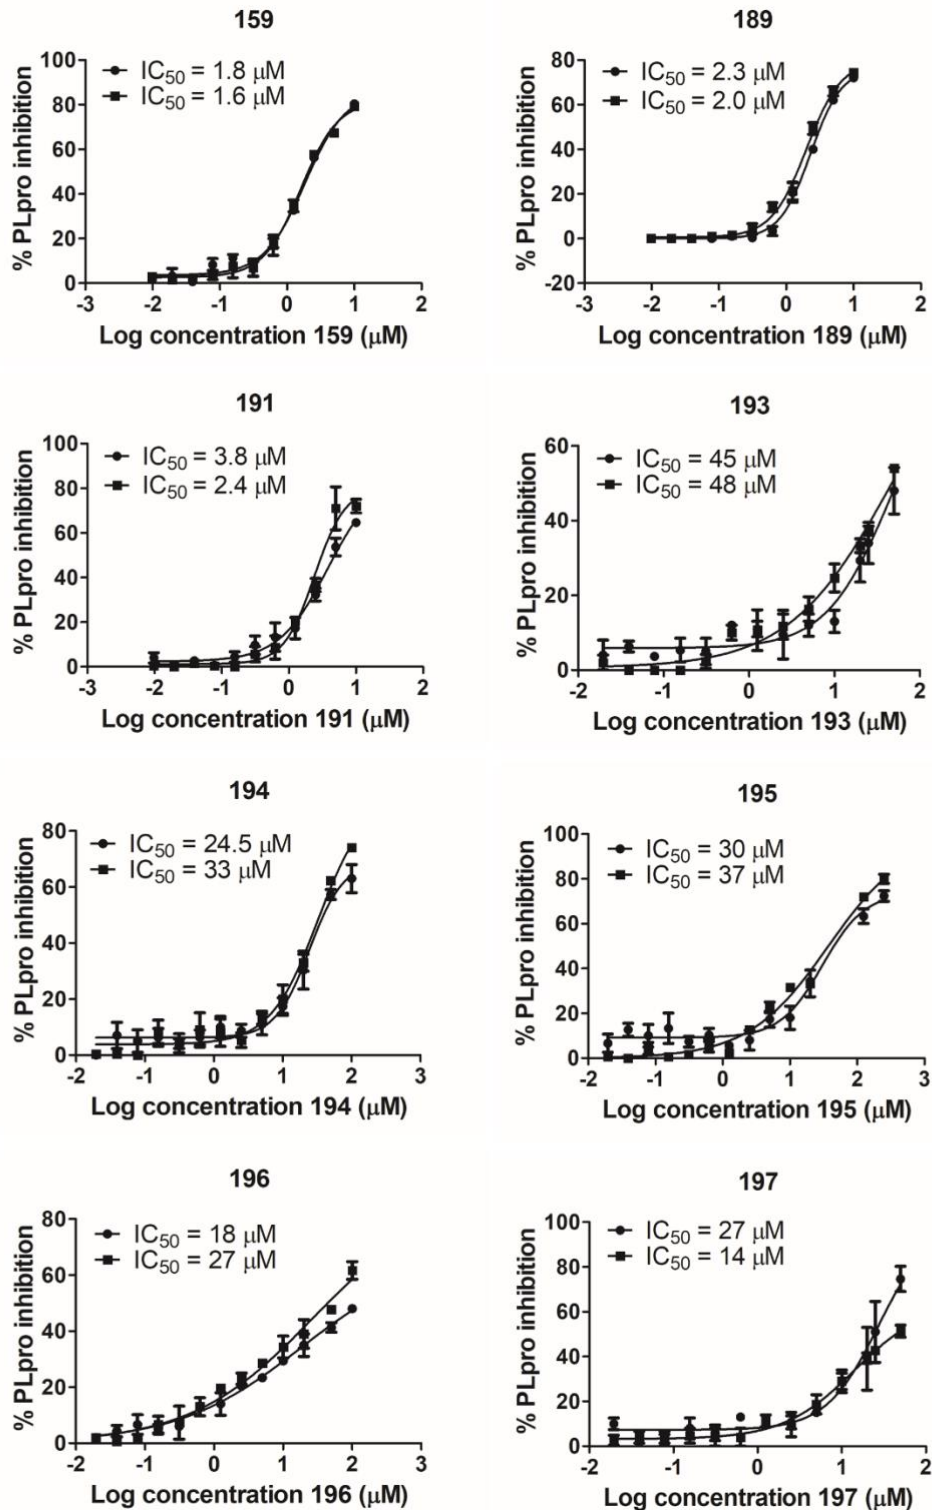 159
100
80
60
40
20
0
% PLpro inhibition
IC50 = 1.8 μM
IC50 = 1.6 μM
-3 -2 -1 0 1 2
Log concentration 159 (μM)
189
80
60
40
20
0
-20
% PLpro inhibition
IC50 = 2.3 μM
IC50 = 2.0 μM
-3 -2 -1 0 1 2
Log concentration 189 (μM)
191
100
80
60
40
20
0
% PLpro inhibition
IC50 = 3.8 μM
IC50 = 2.4 μM
-3 -2 -1 0 1 2
Log concentration 191 (μM)
193
60
40
20
0
% PLpro inhibition
IC50 = 45 μM
IC50 = 48 μM
-2 -1 0 1 2
Log concentration 193 (μM)
194
80
60
40
20
0
% PLpro inhibition
IC50 = 24.5 μM
IC50 = 33 μM
-2 -1 0 1 2 3
Log concentration 194 (μM)
195
100
80
60
40
20
0
% PLpro inhibition
IC50 = 30 μM
IC50 = 37 μM
-2 -1 0 1 2 3
Log concentration 195 (μM)
196
80
60
40
20
0
% PLpro inhibition
IC50 = 18 μM
IC50 = 27 μM
-2 -1 0 1 2 3
Log concentration 196 (μM)
197
100
80
60
40
20
0
% PLpro inhibition
IC50 = 27 μM
IC50 = 14 μM
-2 -1 0 1 2
Log concentration 197 (μM)